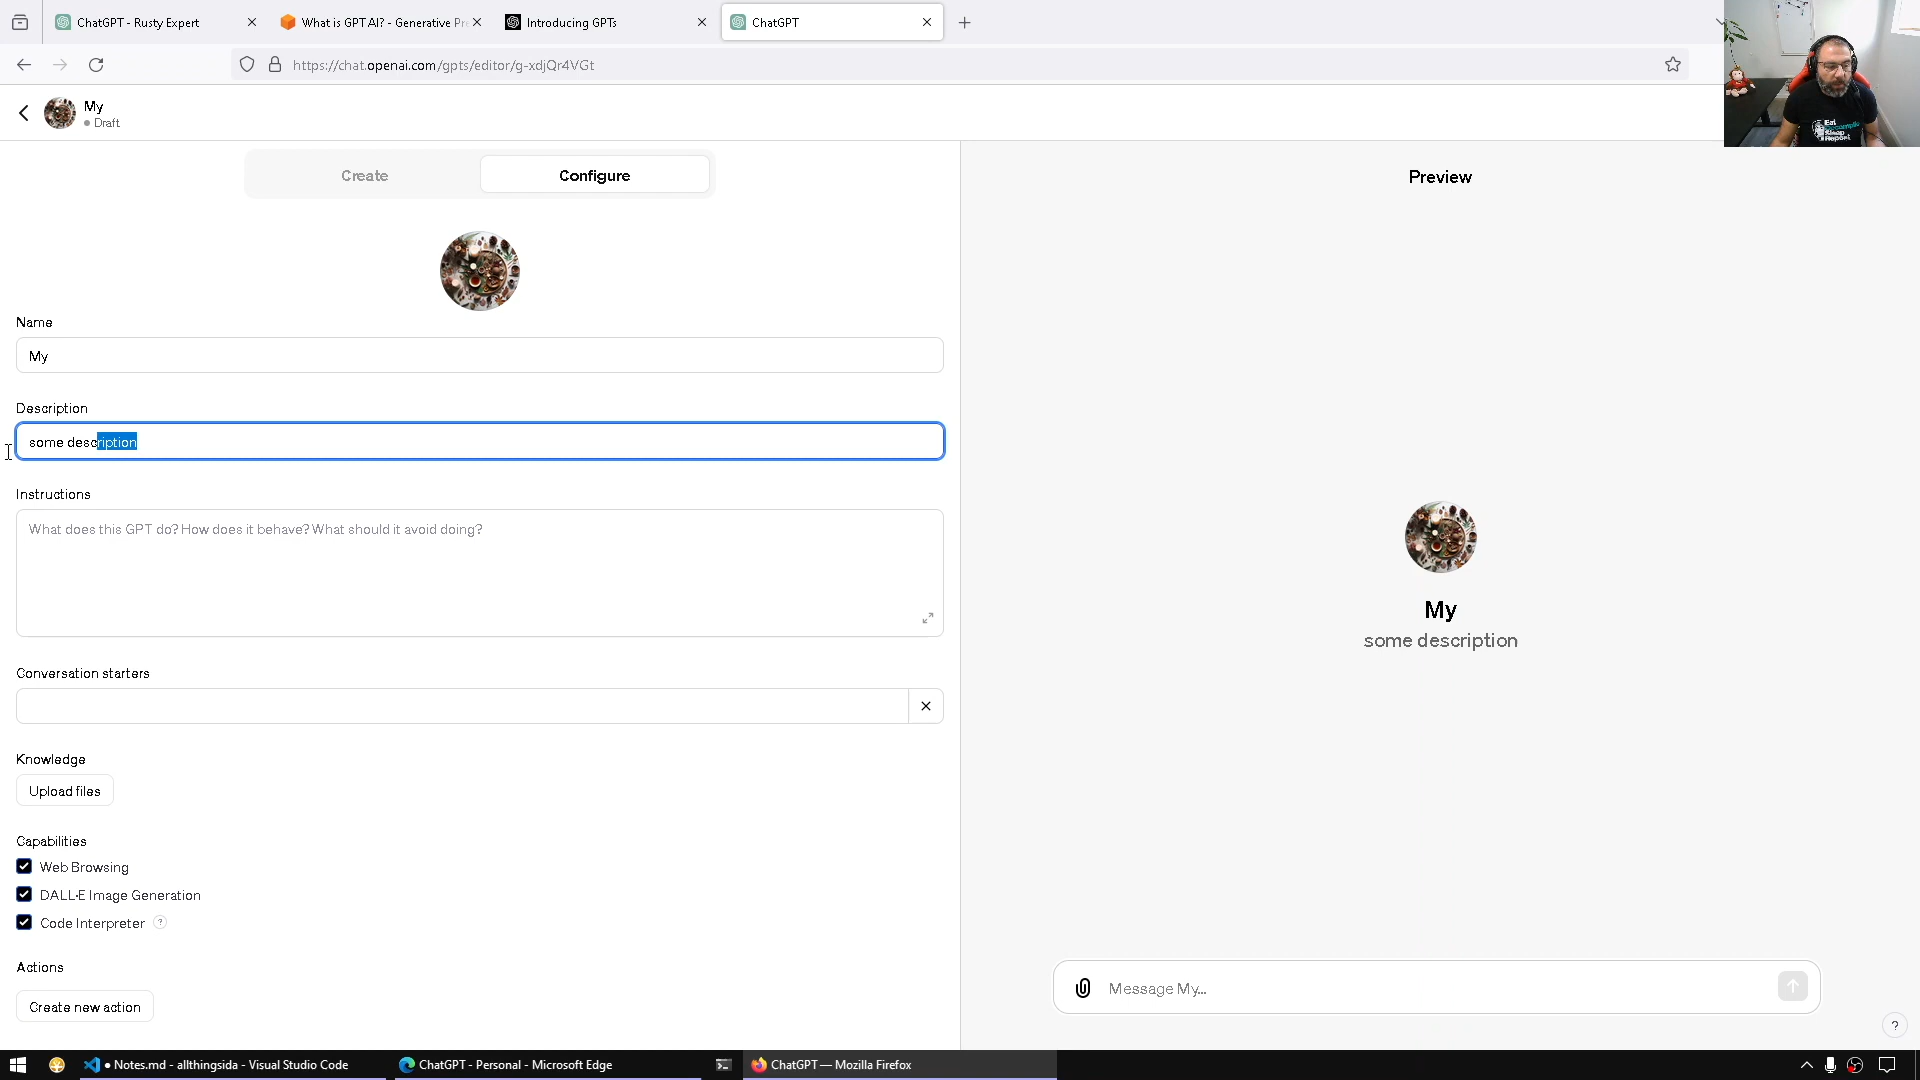 ChatGPT - Rusty Expert
What is GPT AI? - Generative Pre
Introducing GPTs
ChatGPT
https://chat.openai.com/gpts/editor/g-xdjQr4VGt
My
Draft
Create
Configure
Preview
Name
My
Description
some description
Instructions
What does this GPT do? How does it behave? What should it avoid doing?
My
some description
Conversation starters
Knowledge
Upload files
Capabilities
Web Browsing
DALL·E Image Generation
Code Interpreter ?
Actions
Create new action
Message My...
?
Eat
Sleep
Report
• Notes.md - allthingsida - Visual Studio Code
ChatGPT - Personal - Microsoft Edge
ChatGPT — Mozilla Firefox